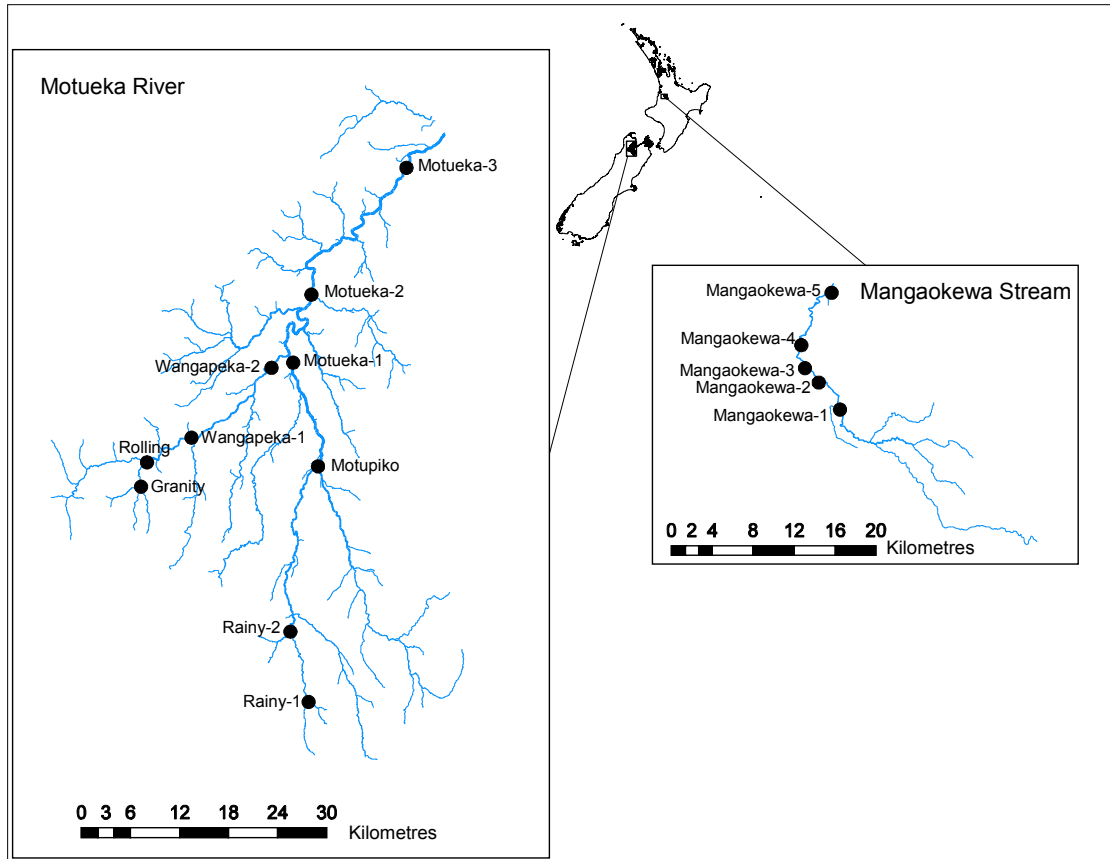 Motueka River
Motueka-3
Motueka-2
Wangapeka-2
Motueka-1
Wangapeka-1
Rolling
Motupiko
Granity
Rainy-2
Rainy-1
0 3 6 12 18 24 30
Kilometres
Mangaokewa-5
Mangaokewa Stream
Mangaokewa-4
Mangaokewa-3
Mangaokewa-2
Mangaokewa-1
0 2 4 8 12 16 20
Kilometres